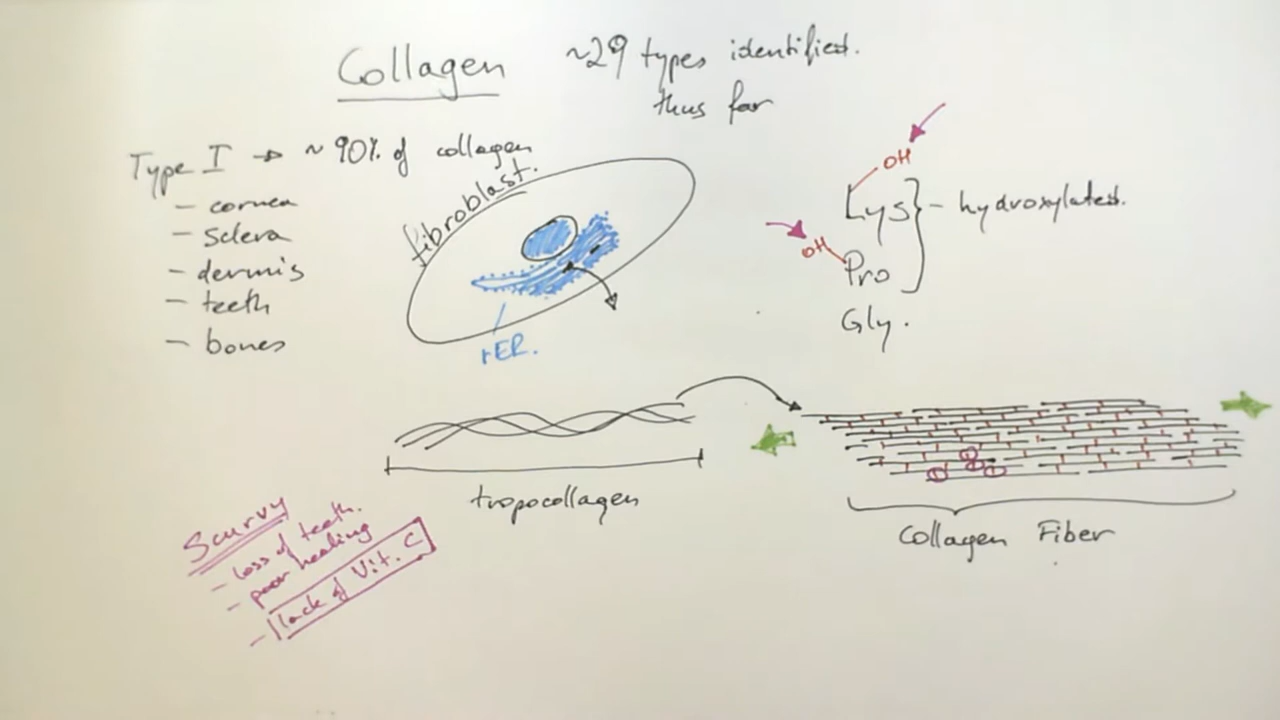 Collagen ~29 types identified.
thus far
Type I → ~ 90% of collagen
- cornea
- Sclera
- dermis
- teeth
- bones
fibroblast.
rER.
OH
Lys } - hydroxylated.
OH
Pro
Gly.
tropocollagen
Collagen Fiber
Scurvy
- loss of teeth.
- poor healing
- lack of Vit. C